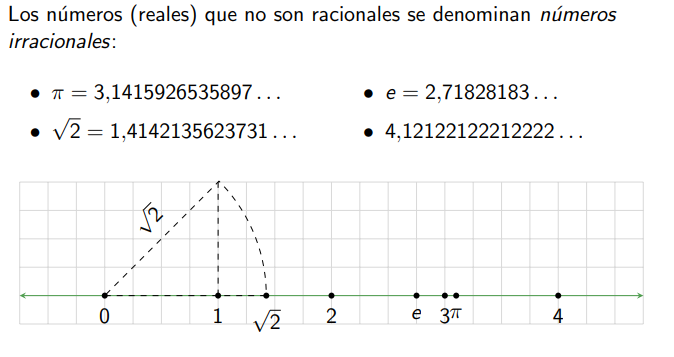 Los números (reales) que no son racionales se denominan números
irracionales:
• π = 3,1415926535897...
• e = 2,71828183...
• √2 = 1,4142135623731...
• 4,12122122212222...
√2
0 1 √2 2 e 3 π 4